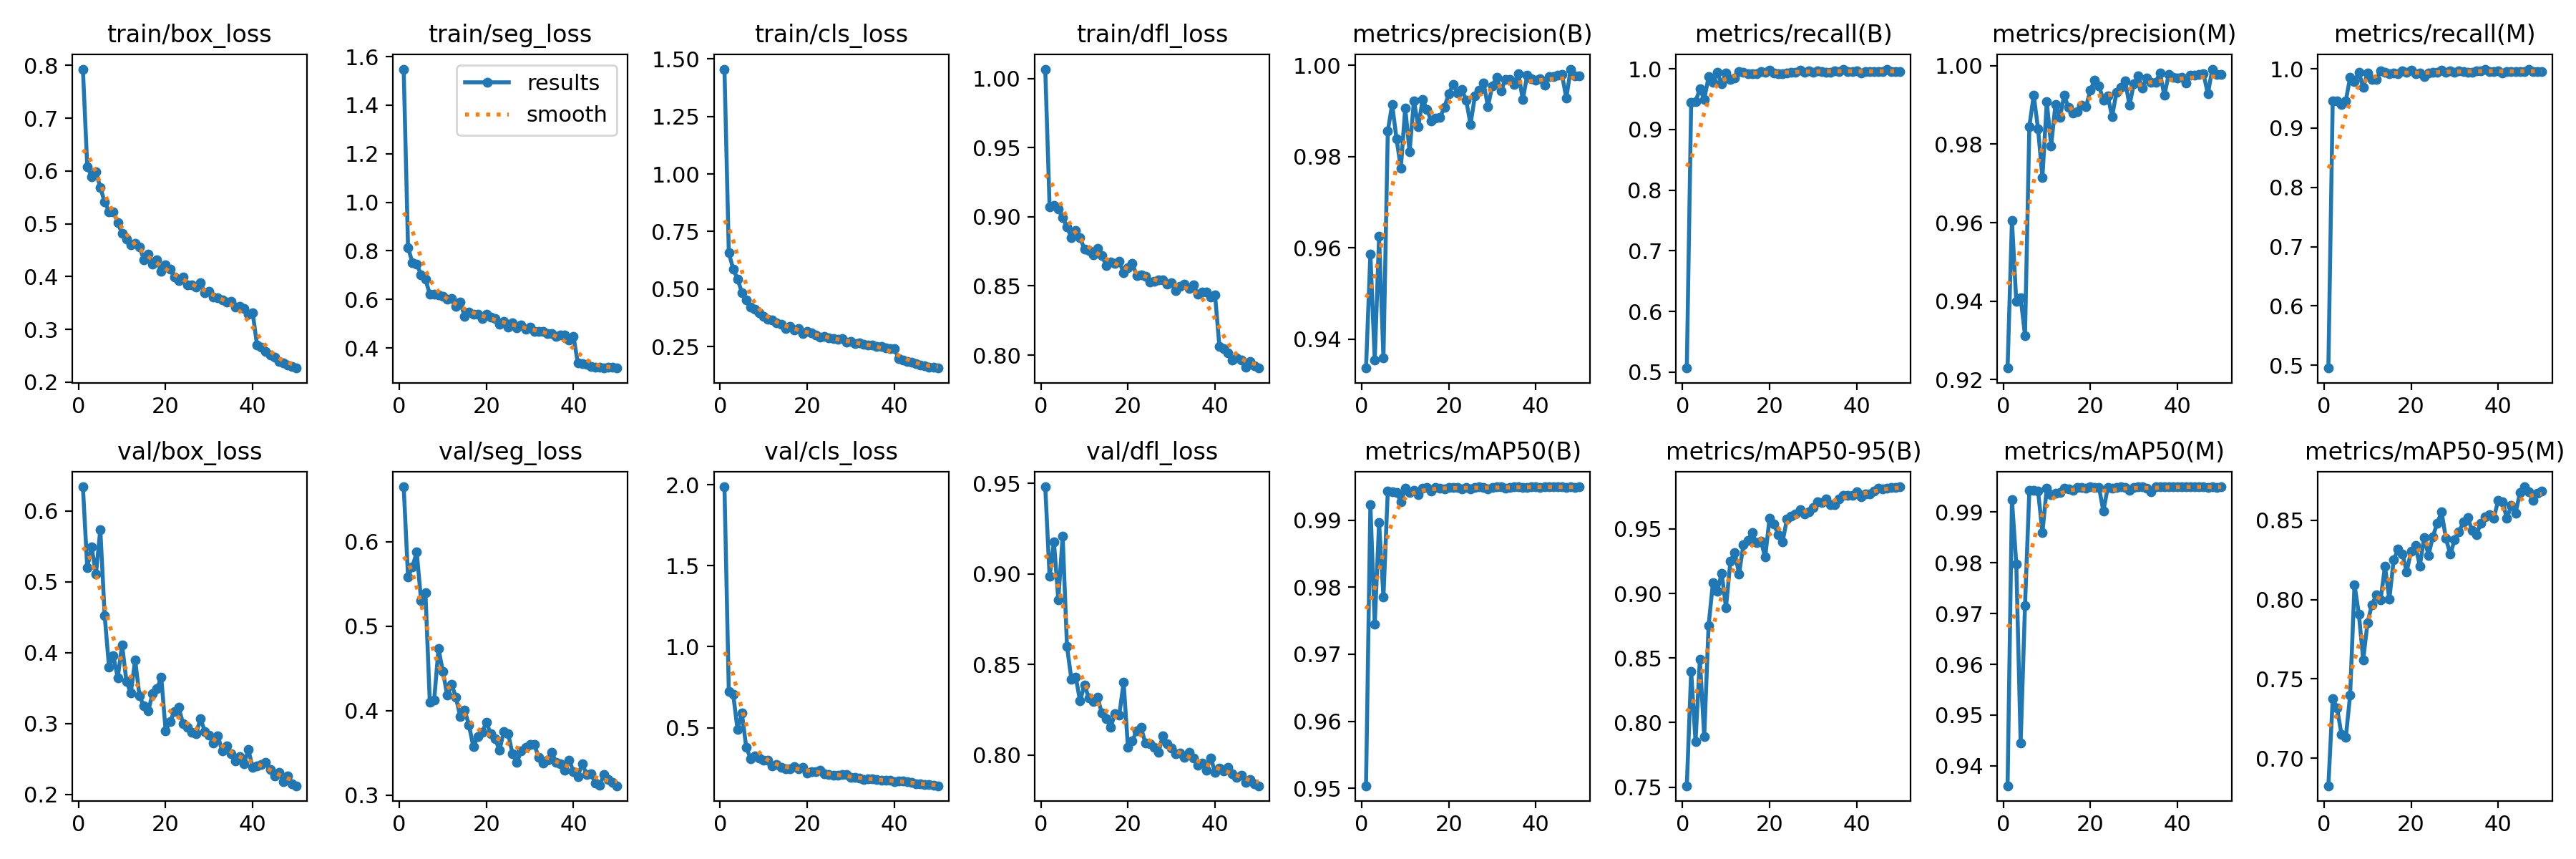 train/box_loss
0.8
0.7
0.6
0.5
0.4
0.3
0.2
0 20 40
train/seg_loss
results
smooth
1.6
1.4
1.2
1.0
0.8
0.6
0.4
0 20 40
train/cls_loss
1.50
1.25
1.00
0.75
0.50
0.25
0 20 40
train/dfl_loss
1.00
0.95
0.90
0.85
0.80
0 20 40
metrics/precision(B)
1.00
0.98
0.96
0.94
0 20 40
metrics/recall(B)
1.0
0.9
0.8
0.7
0.6
0.5
0 20 40
metrics/precision(M)
1.00
0.98
0.96
0.94
0.92
0 20 40
metrics/recall(M)
1.0
0.9
0.8
0.7
0.6
0.5
0 20 40
val/box_loss
0.6
0.5
0.4
0.3
0.2
0 20 40
val/seg_loss
0.6
0.5
0.4
0.3
0 20 40
val/cls_loss
2.0
1.5
1.0
0.5
0 20 40
val/dfl_loss
0.95
0.90
0.85
0.80
0 20 40
metrics/mAP50(B)
0.99
0.98
0.97
0.96
0.95
0 20 40
metrics/mAP50-95(B)
0.95
0.90
0.85
0.80
0.75
0 20 40
metrics/mAP50(M)
0.99
0.98
0.97
0.96
0.95
0.94
0 20 40
metrics/mAP50-95(M)
0.85
0.80
0.75
0.70
0 20 40